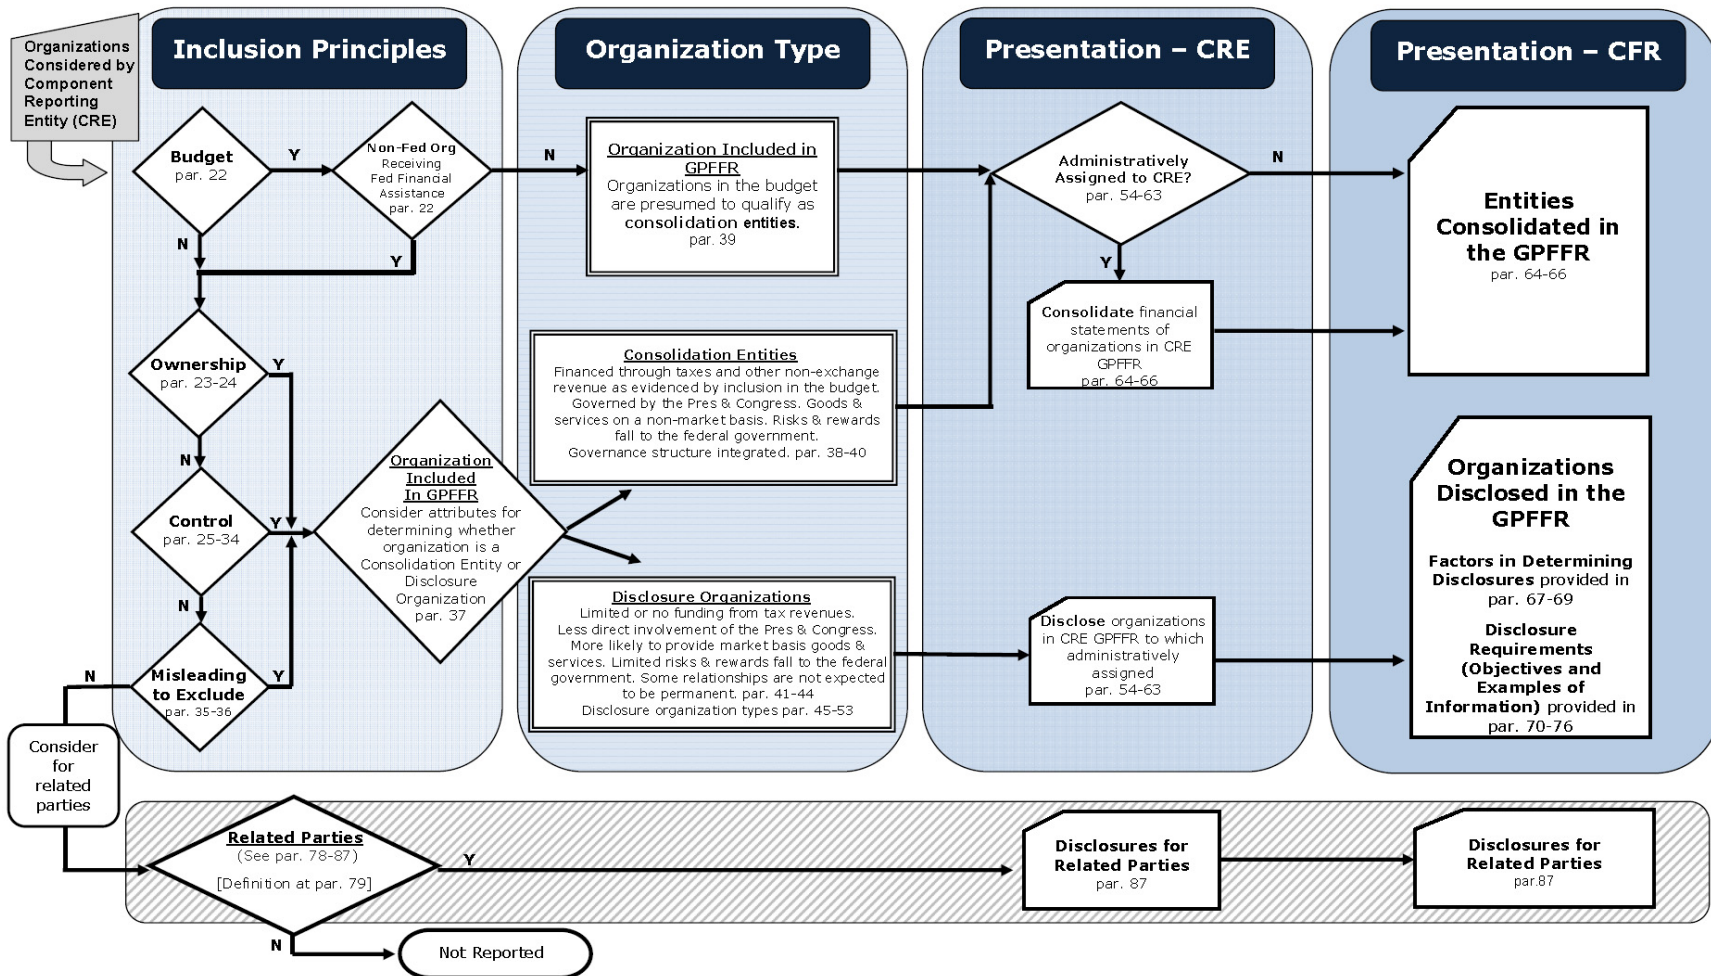 Organizations
Considered by
Component
Reporting
Entity (CRE)
Inclusion Principles
Budget
par. 22
Y
Non-Fed Org
Receiving
Fed Financial
Assistance
par. 22
N
N
Y
Ownership
par. 23-24
Y
N
Control
par. 25-34
Y
N
Misleading
to Exclude
par. 35-36
Y
N
Organization
Included
In GPFFR
Consider attributes for
determining whether
organization is a
Consolidation Entity or
Disclosure
Organization
par. 37
Organization Type
Organization Included in
GPFFR
Organizations in the budget
are presumed to qualify as
consolidation entities.
par. 39
Consolidation Entities
Financed through taxes and other non-exchange
revenue as evidenced by inclusion in the budget.
Governed by the Pres & Congress. Goods &
services on a non-market basis. Risks & rewards
fall to the federal government.
Governance structure integrated. par. 38-40
Disclosure Organizations
Limited or no funding from tax revenues.
Less direct involvement of the Pres & Congress.
More likely to provide market basis goods &
services. Limited risks & rewards fall to the federal
government. Some relationships are not expected
to be permanent. par. 41-44
Disclosure organization types par. 45-53
Presentation – CRE
Administratively
Assigned to CRE?
par. 54-63
N
Y
Consolidate financial
statements of
organizations in CRE
GPFFR
par. 64-66
Disclose organizations
in CRE GPFFR to which
administratively
assigned
par. 54-63
Presentation – CFR
Entities
Consolidated in
the GPFFR
par. 64-66
Organizations
Disclosed in the
GPFFR
Factors in Determining
Disclosures provided in
par. 67-69
Disclosure
Requirements
(Objectives and
Examples of
Information) provided in
par. 70-76
Consider
for
related
parties
Related Parties
(See par. 78-87)
[Definition at par. 79]
Y
Disclosures for
Related Parties
par. 87
Disclosures for
Related Parties
par.87
N
Not Reported